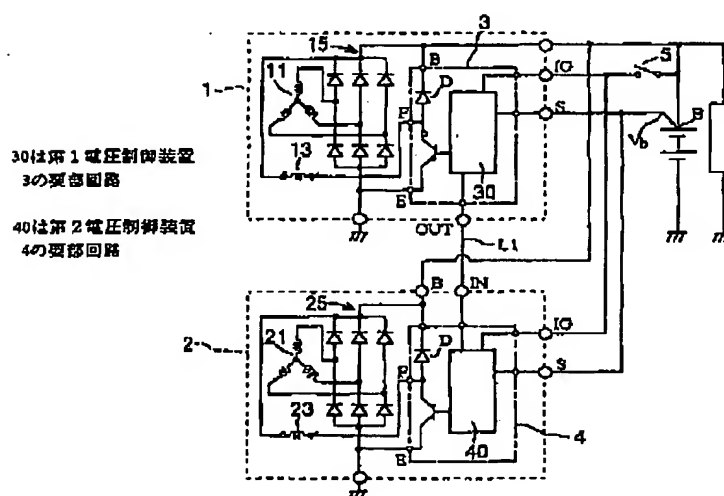 30は第1電圧制御装置
3の要部回路
40は第2電圧制御装置
4の要部回路
1
2
3
4
5
11
13
15
21
23
25
30
40
B
D
F
E
IG
S
Vb
B
OUT
L1
B
IN
D
F
E
IG
S